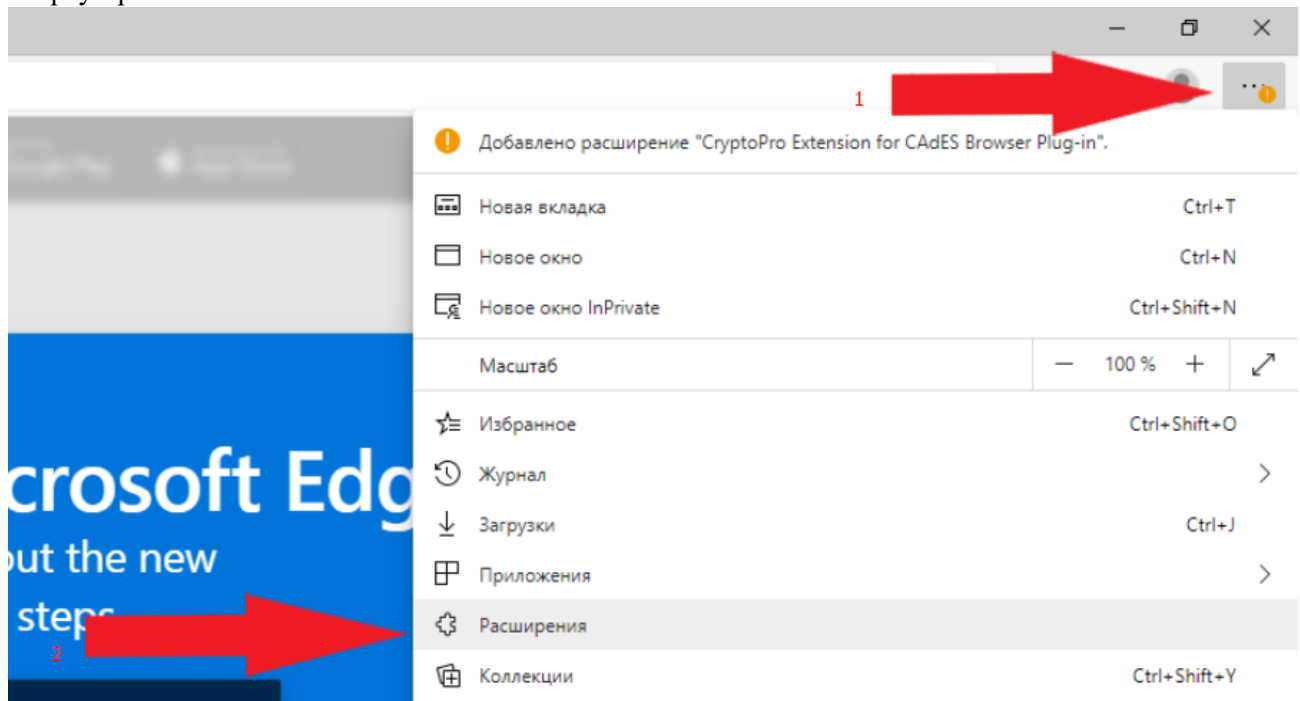 1
Добавлено расширение "CryptoPro Extension for CAdES Browser Plug-in".
Новая вкладка Ctrl+T
Новое окно Ctrl+N
Новое окно InPrivate Ctrl+Shift+N
Масштаб — 100 % +
Избранное Ctrl+Shift+O
Журнал
Загрузки Ctrl+J
Приложения
Расширения
Коллекции Ctrl+Shift+Y
crosoft Edg
out the new
steps
2